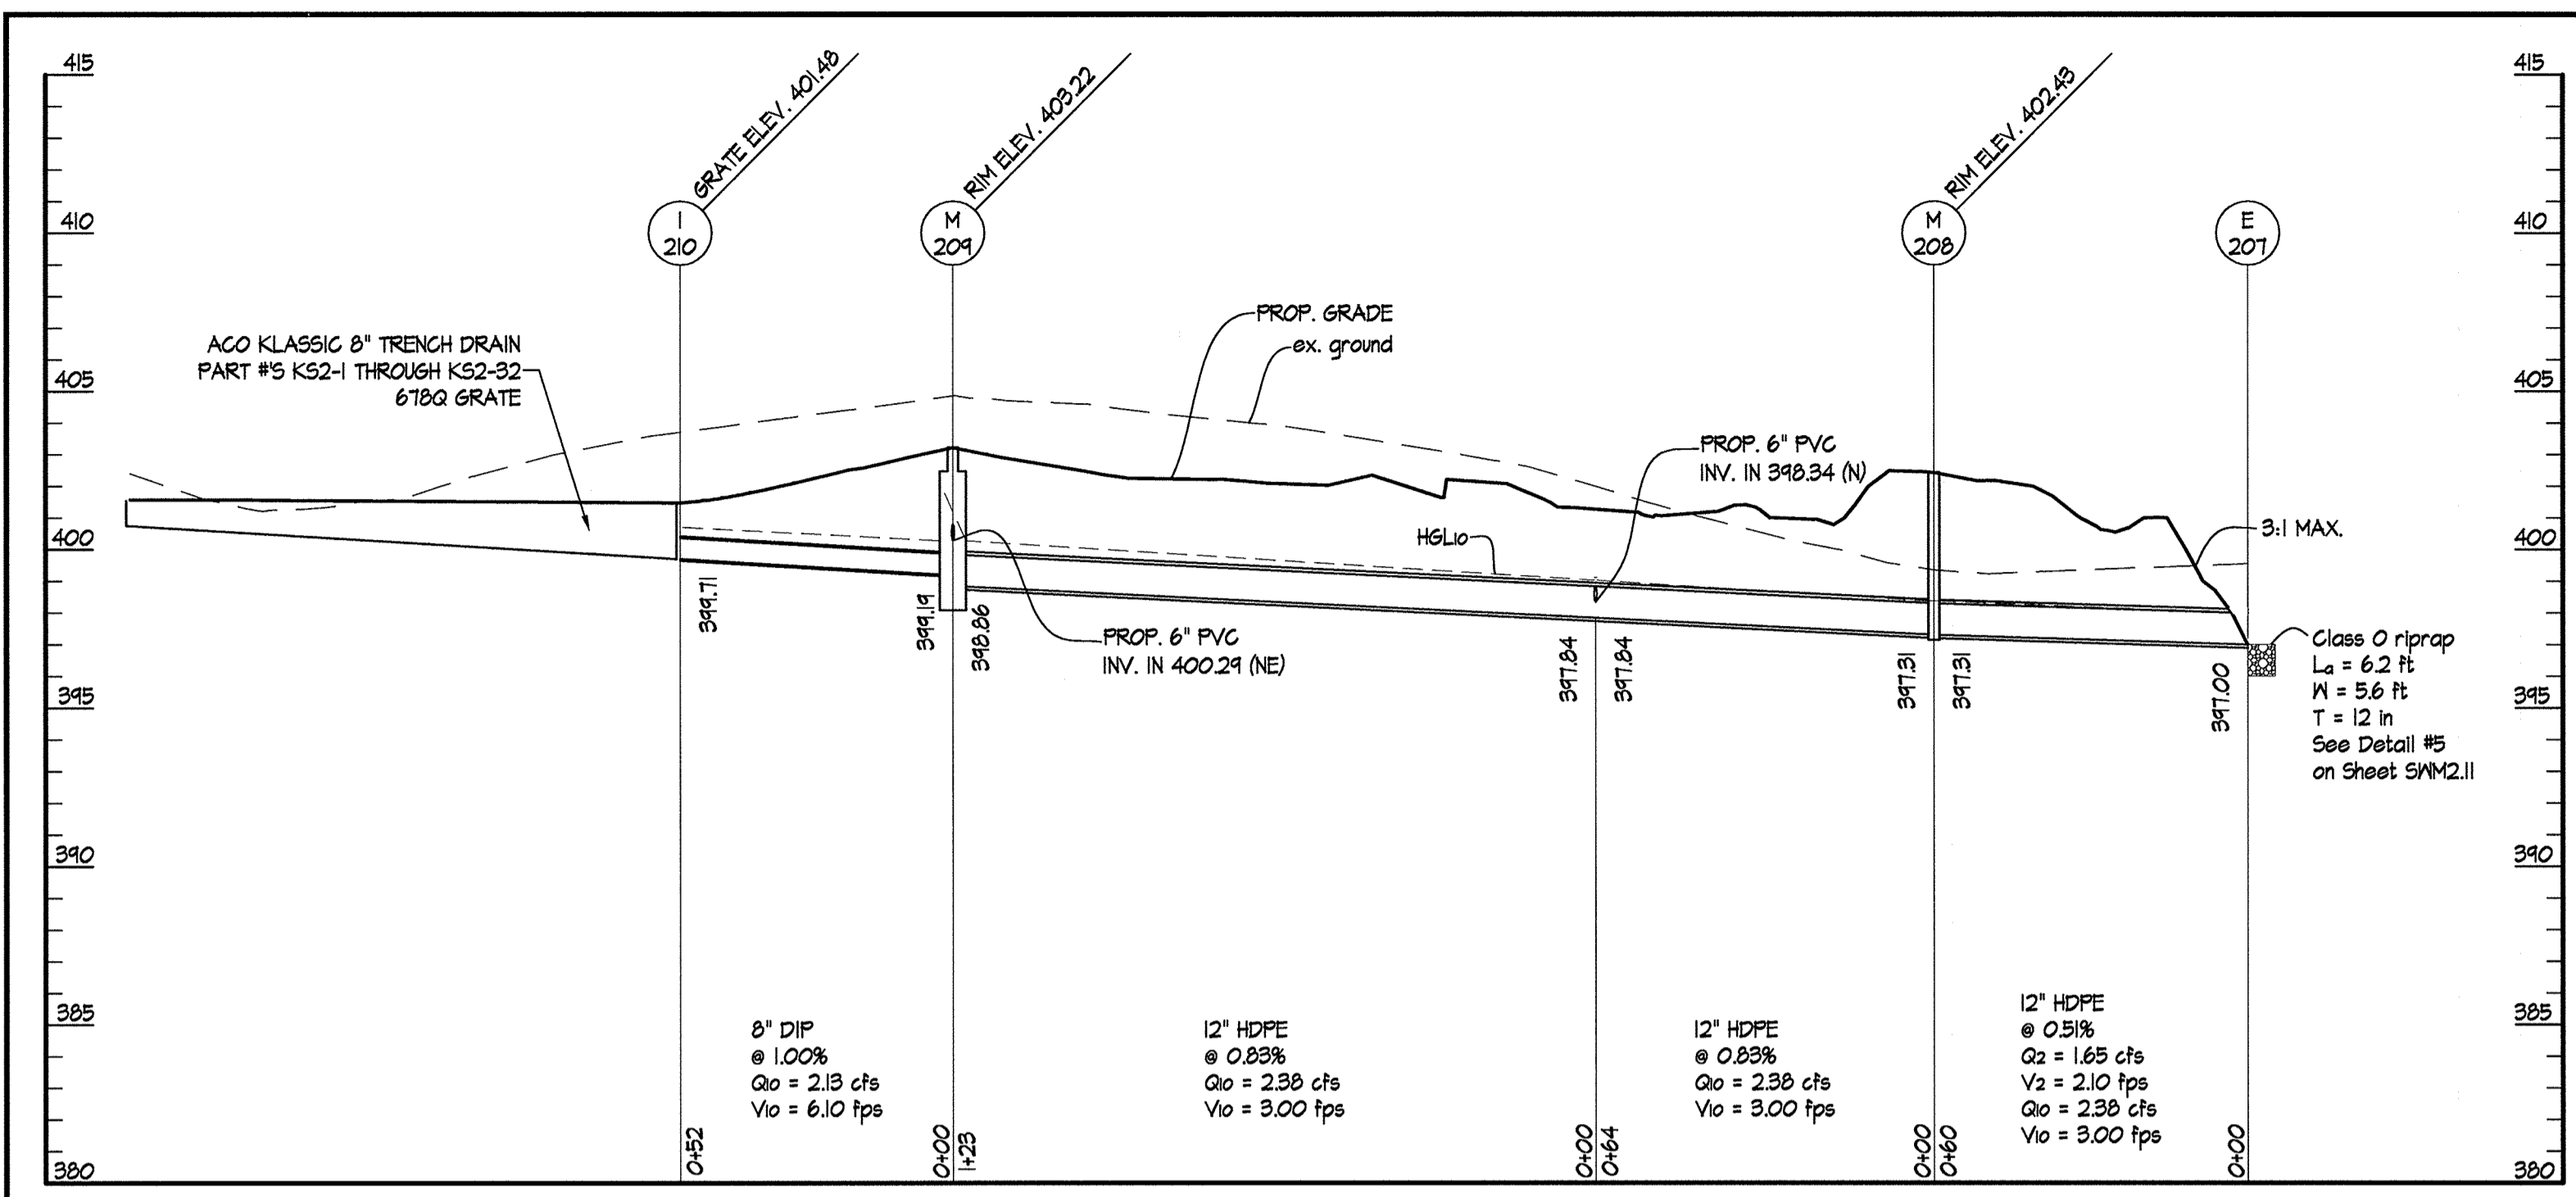 415
410
405
400
395
390
385
380
415
410
405
400
395
390
385
380
GRATE ELEV. 401.48
I
210
RIM ELEV. 403.22
M
209
RIM ELEV. 402.43
M
208
E
207
ACO KLASSIC 8" TRENCH DRAIN
PART #'S KS2-1 THROUGH KS2-32
678Q GRATE
PROP. GRADE
ex. ground
PROP. 6" PVC
INV. IN 398.34 (N)
HGL10
3:1 MAX.
PROP. 6" PVC
INV. IN 400.29 (NE)
399.71
399.19
398.86
397.84
397.84
397.31
397.31
397.00
Class 0 riprap
La = 6.2 ft
W = 5.6 ft
T = 12 in
See Detail #5
on Sheet SWM2.11
8" DIP
@ 1.00%
Q10 = 2.13 cfs
V10 = 6.10 fps
12" HDPE
@ 0.83%
Q10 = 2.38 cfs
V10 = 3.00 fps
12" HDPE
@ 0.83%
Q10 = 2.38 cfs
V10 = 3.00 fps
12" HDPE
@ 0.51%
Q2 = 1.65 cfs
V2 = 2.10 fps
Q10 = 2.38 cfs
V10 = 3.00 fps
0+52
0+00
1+23
0+00
0+64
0+00
0+60
0+00